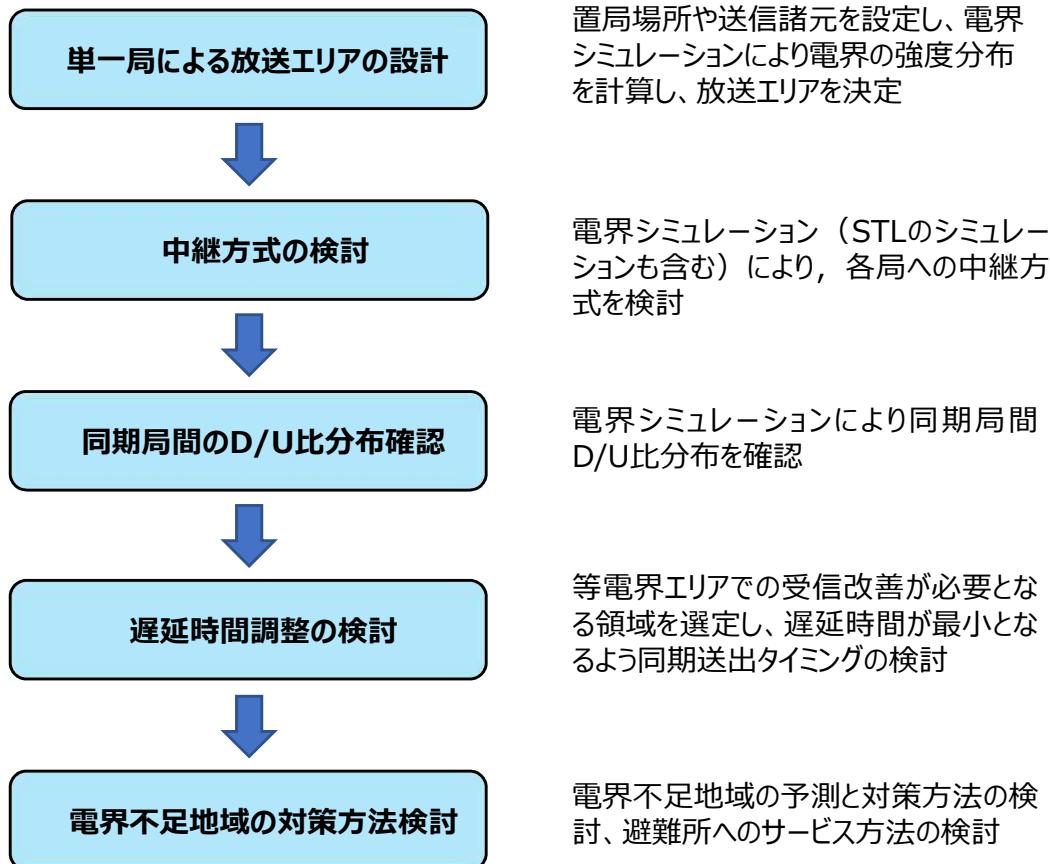 単一局による放送エリアの設計
置局場所や送信諸元を設定し、電界
シミュレーションにより電界の強度分布
を計算し、放送エリアを決定
中継方式の検討
電界シミュレーション（STLのシミュレー
ションも含む）により，各局への中継方
式を検討
同期局間のD/U比分布確認
電界シミュレーションにより同期局間
D/U比分布を確認
遅延時間調整の検討
等電界エリアでの受信改善が必要とな
る領域を選定し、遅延時間が最小とな
るよう同期送出タイミングの検討
電界不足地域の対策方法検討
電界不足地域の予測と対策方法の検
討、避難所へのサービス方法の検討